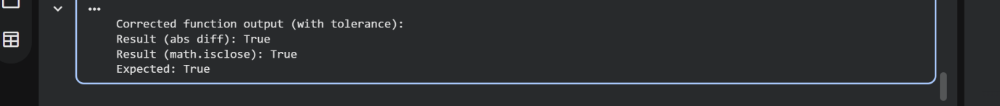 ...
Corrected function output (with tolerance):
Result (abs diff): True
Result (math.isclose): True
Expected: True